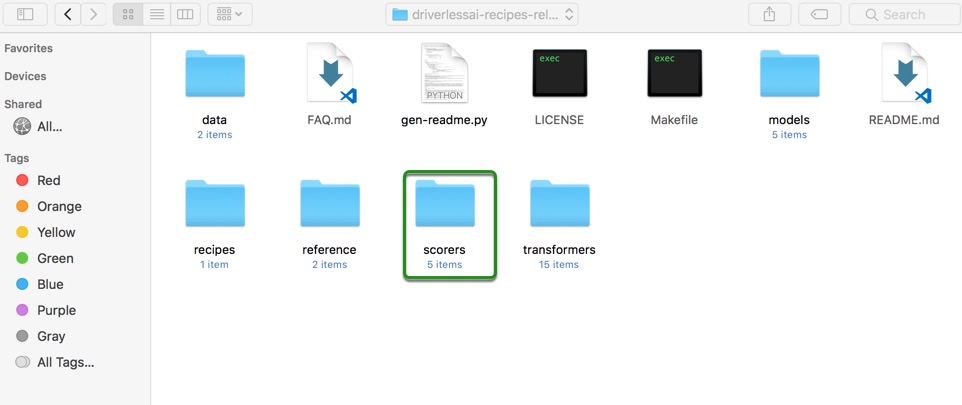 driverlessai-recipes-rel...
Search
Favorites
Devices
Shared
All...
Tags
Red
Orange
Yellow
Green
Blue
Purple
Gray
All Tags...
data
2 items
FAQ.md
PYTHON
gen-readme.py
exec
LICENSE
exec
Makefile
models
5 items
README.md
recipes
1 item
reference
2 items
scorers
5 items
transformers
15 items